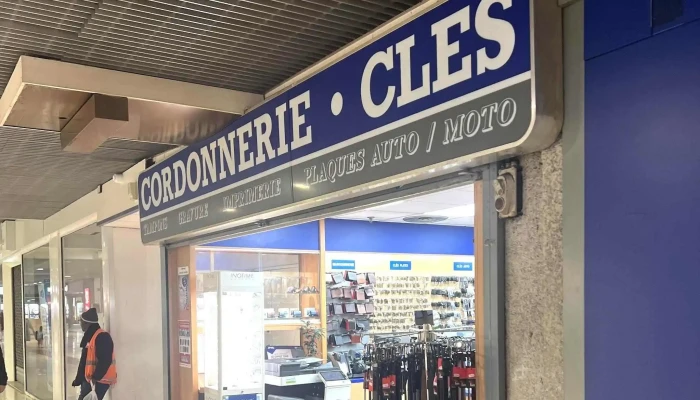 CORDONNERIE • CLES
TAMPONS GRAVURE IMPRIMERIE PLAQUES AUTO / MOTO